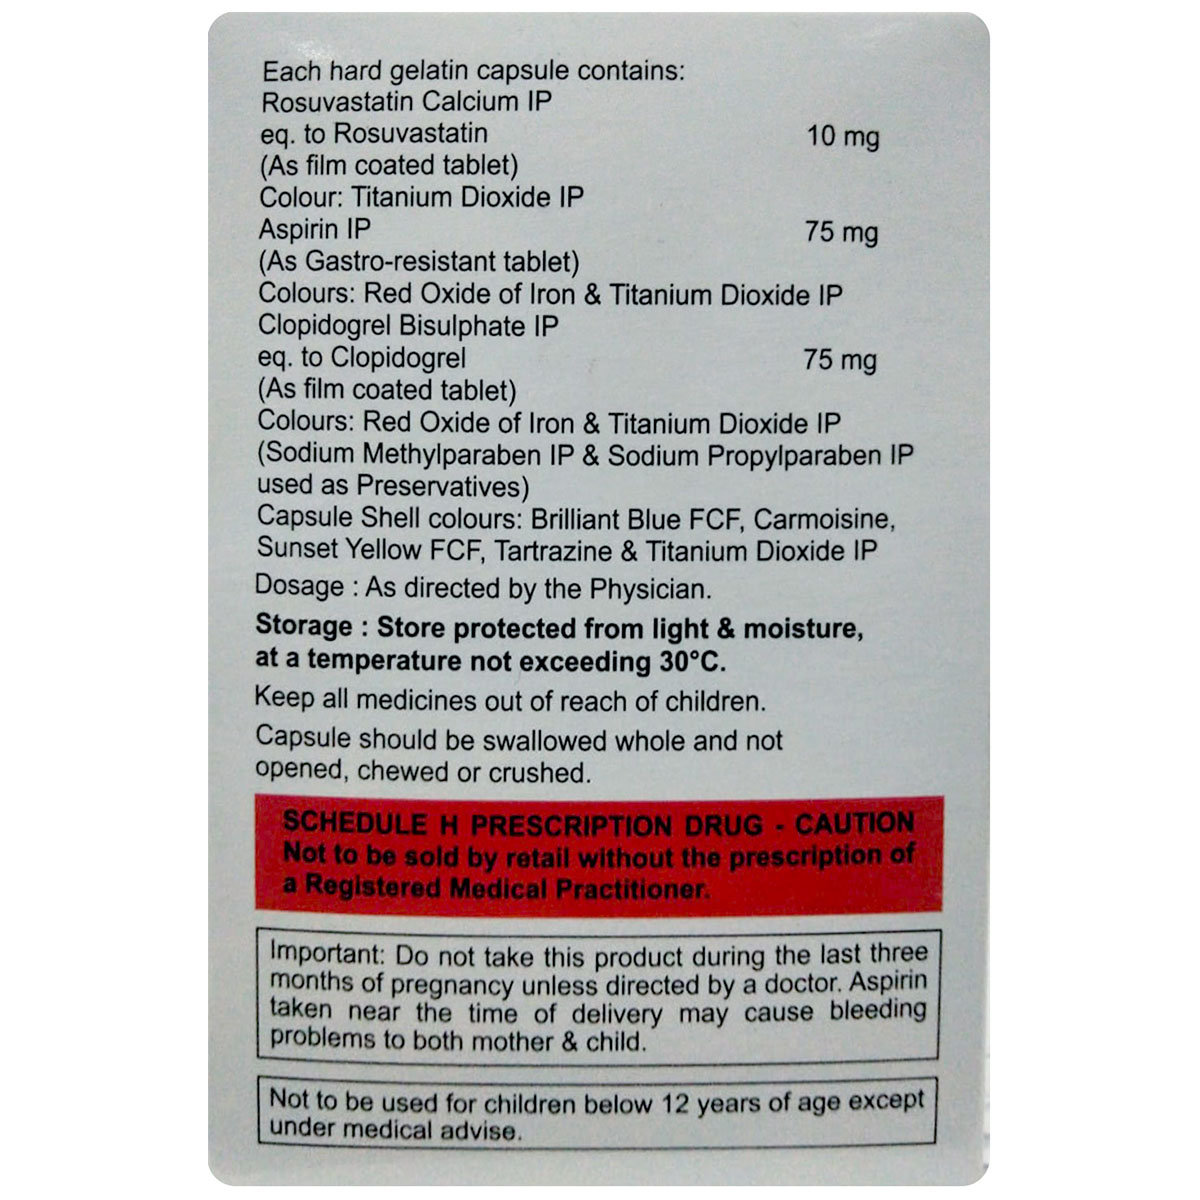 Each hard gelatin capsule contains:
Rosuvastatin Calcium IP
eq. to Rosuvastatin 10 mg
(As film coated tablet)
Colour: Titanium Dioxide IP
Aspirin IP 75 mg
(As Gastro-resistant tablet)
Colours: Red Oxide of Iron & Titanium Dioxide IP
Clopidogrel Bisulphate IP
eq. to Clopidogrel 75 mg
(As film coated tablet)
Colours: Red Oxide of Iron & Titanium Dioxide IP
(Sodium Methylparaben IP & Sodium Propylparaben IP
used as Preservatives)
Capsule Shell colours: Brilliant Blue FCF, Carmoisine,
Sunset Yellow FCF, Tartrazine & Titanium Dioxide IP
Dosage : As directed by the Physician.
Storage : Store protected from light & moisture,
at a temperature not exceeding 30°C.
Keep all medicines out of reach of children.
Capsule should be swallowed whole and not
opened, chewed or crushed.
SCHEDULE H PRESCRIPTION DRUG - CAUTION
Not to be sold by retail without the prescription of
a Registered Medical Practitioner.
Important: Do not take this product during the last three
months of pregnancy unless directed by a doctor. Aspirin
taken near the time of delivery may cause bleeding
problems to both mother & child.
Not to be used for children below 12 years of age except
under medical advise.